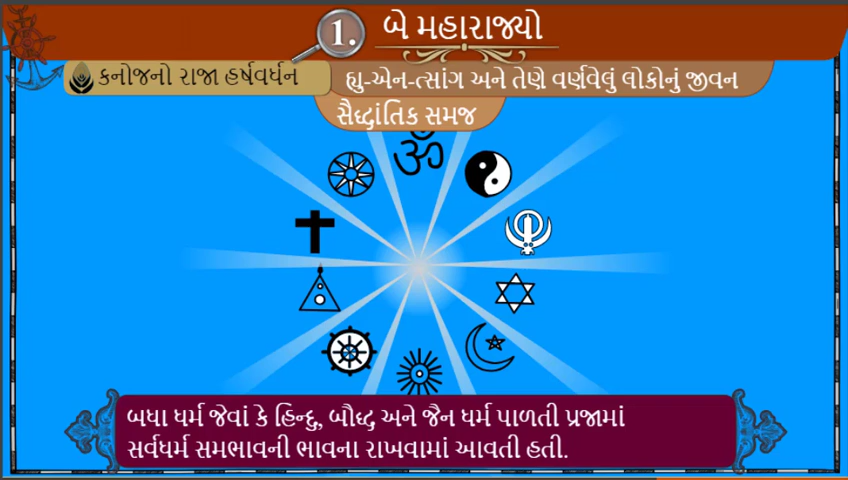 1. બે મહારાજ્યો
કનોજનો રાજા હર્ષવર્ધન
હ્યુ-એન-ત્સાંગ અને તેણે વર્ણવેલું લોકોનું જીવન
સૈદ્ધાંતિક સમજ
ૐ
બધા ધર્મ જેવાં કે હિન્દુ, બૌદ્ધ અને જૈન ધર્મ પાળતી પ્રજામાં
સર્વધર્મ સમભાવની ભાવના રાખવામાં આવતી હતી.